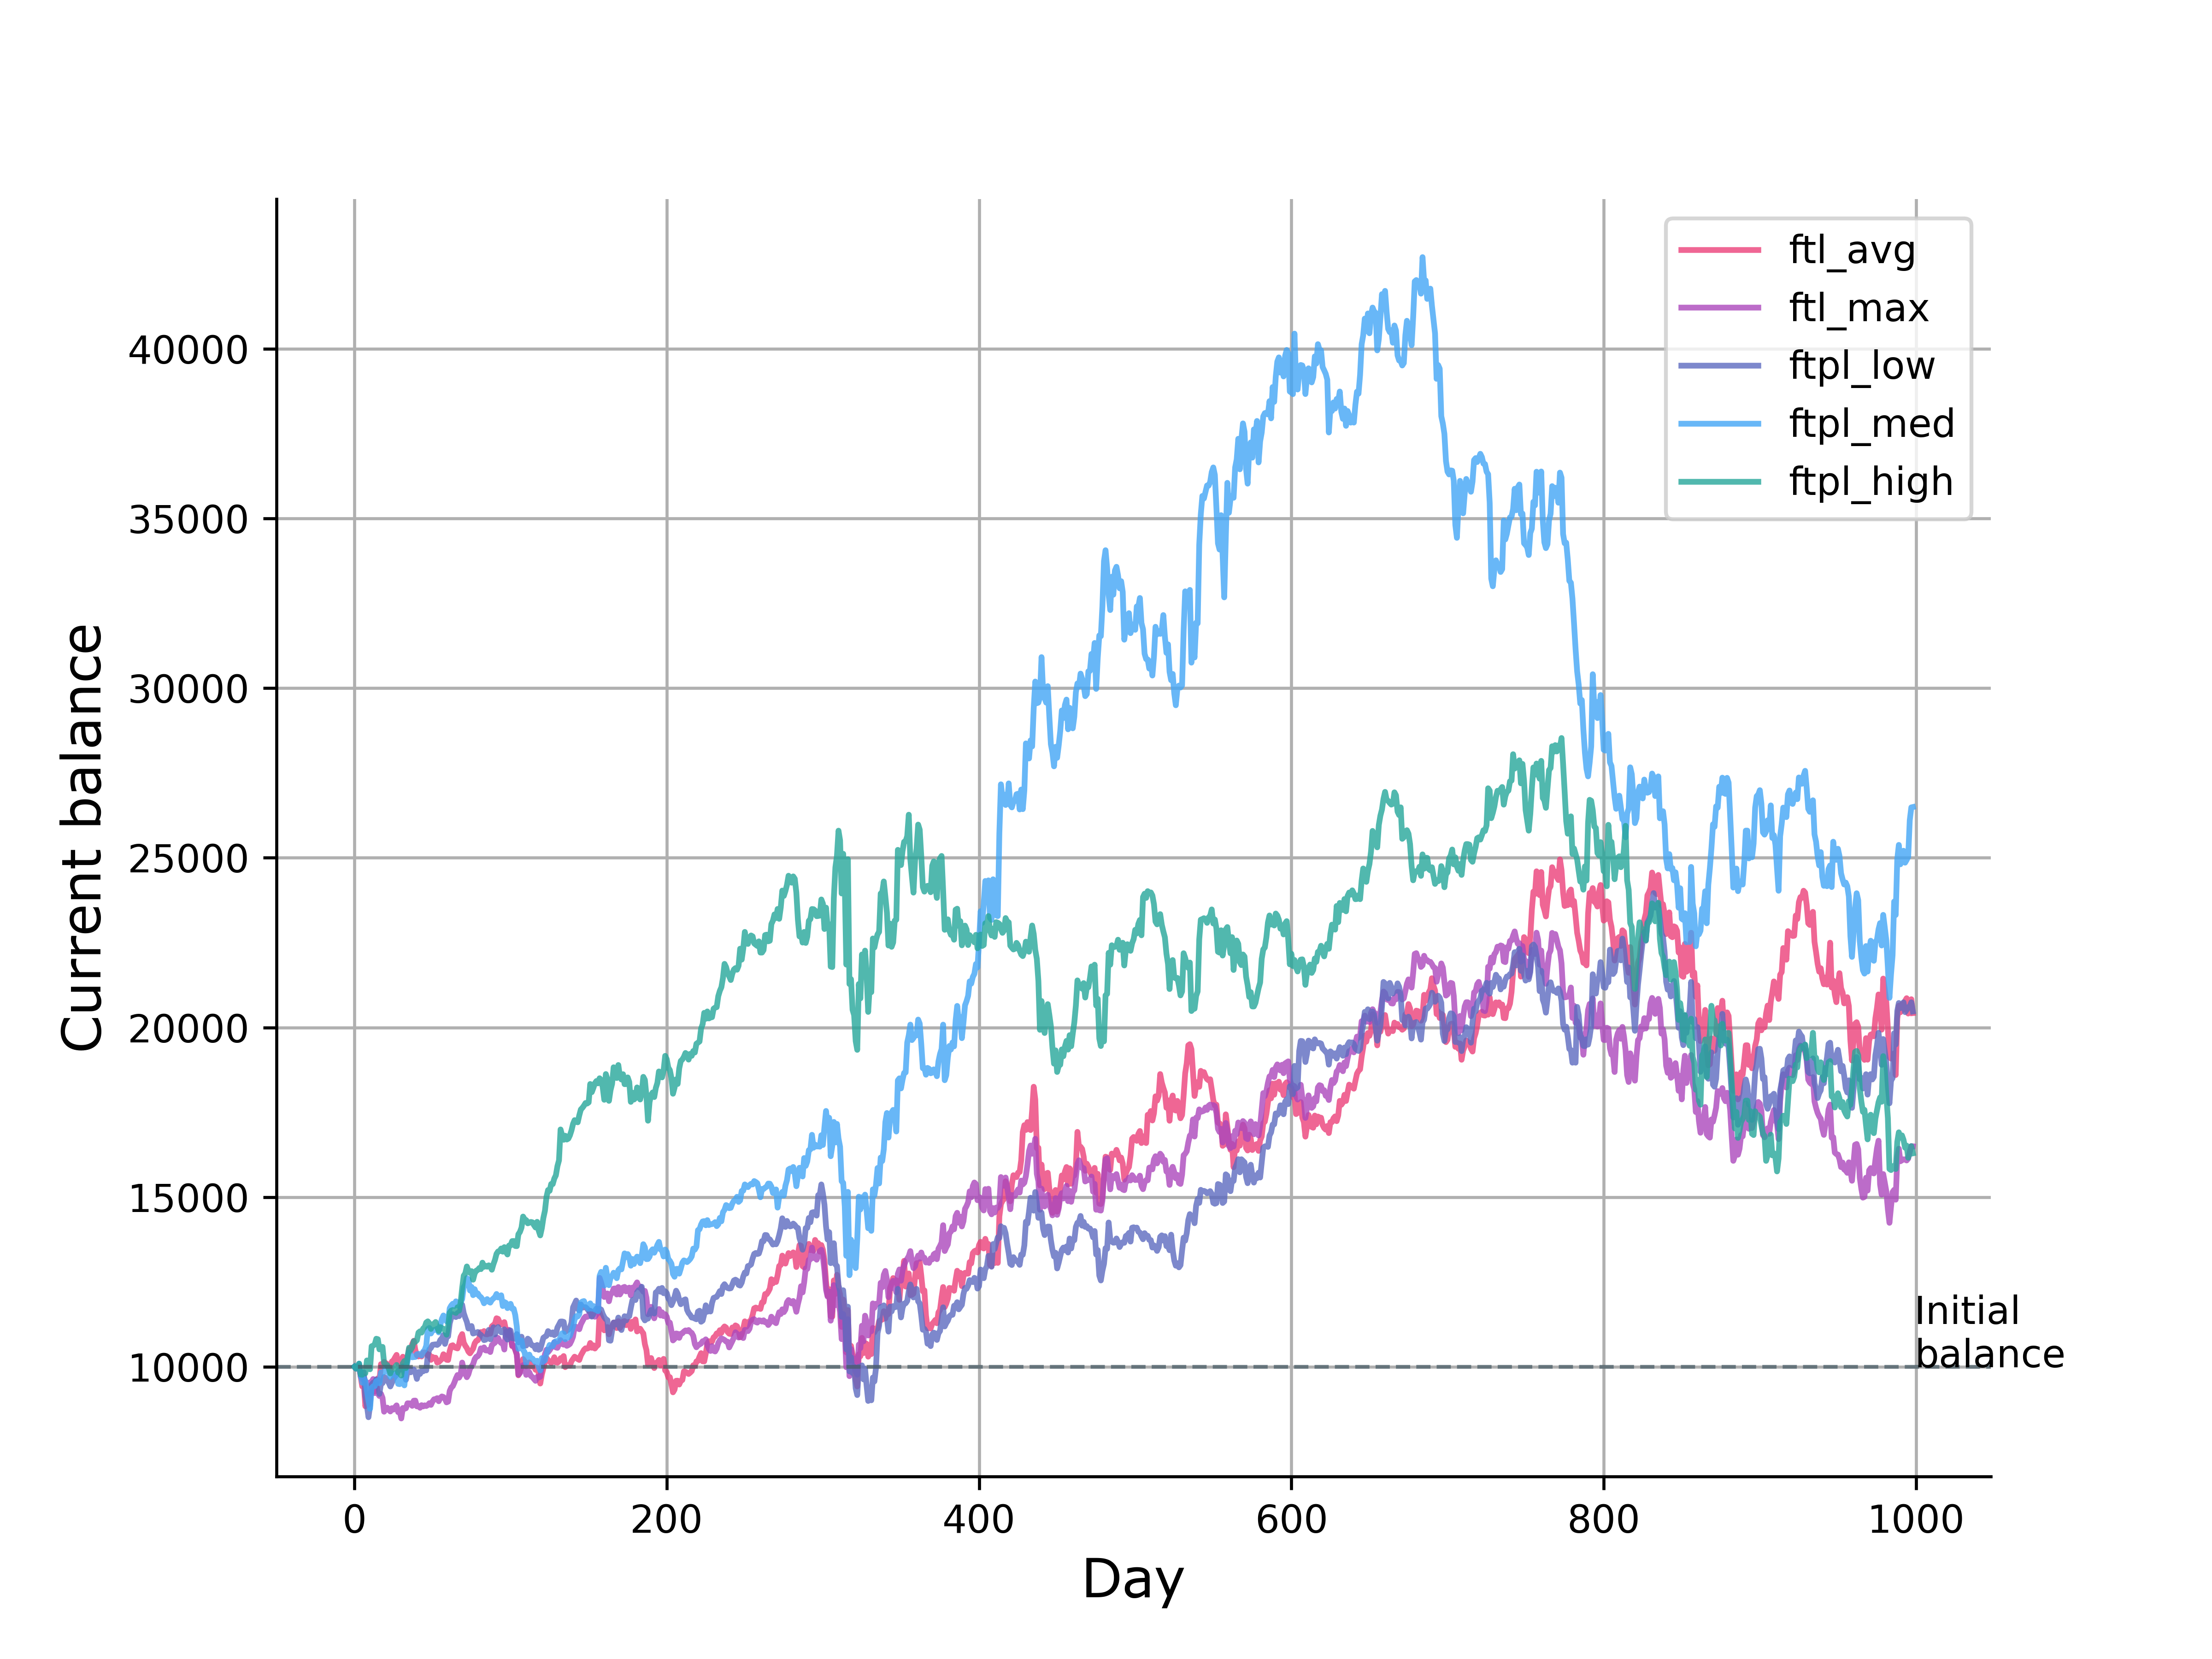 ftl_avg
ftl_max
ftpl_low
ftpl_med
ftpl_high
40000
35000
30000
25000
20000
15000
10000
Current balance
Initial
balance
0 200 400 600 800 1000
Day